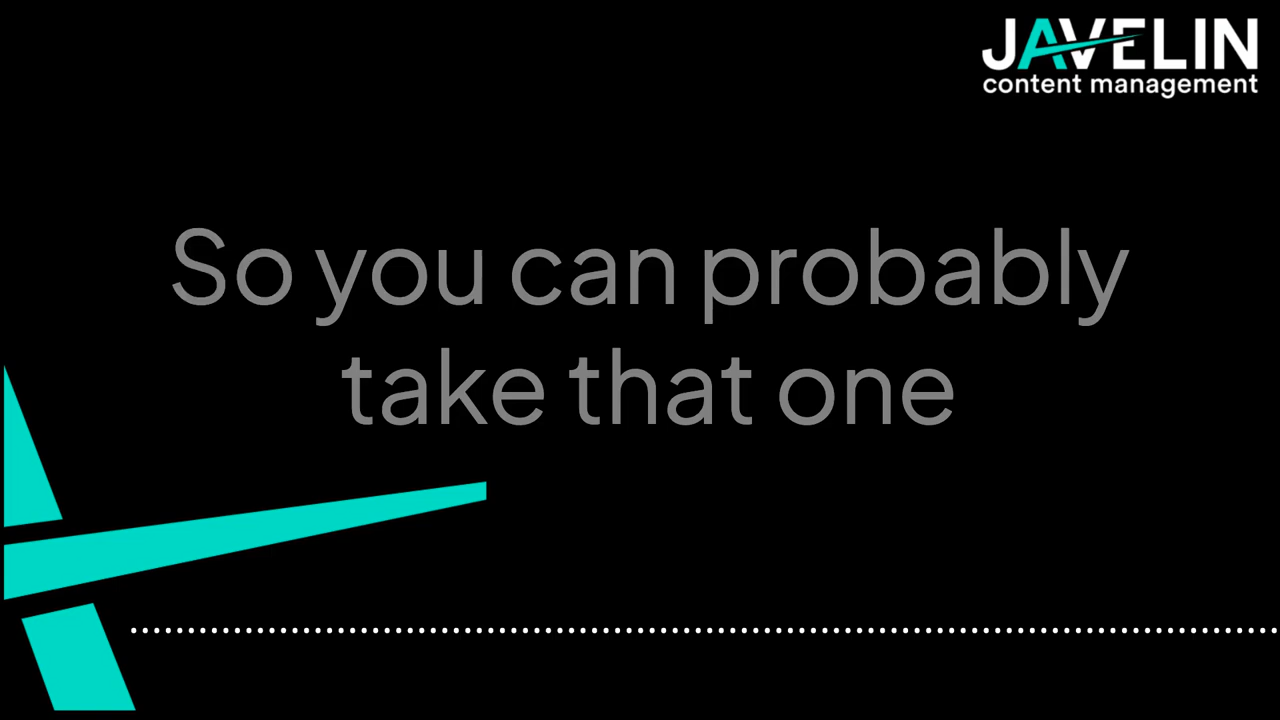 JAVELIN
content management
So you can probably
take that one